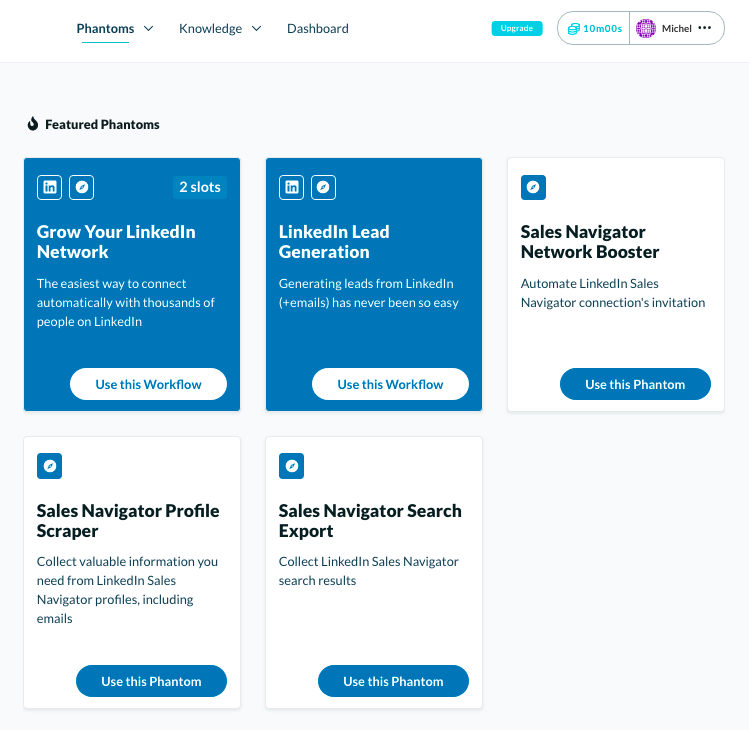 Phantoms
Knowledge
Dashboard
Upgrade
10m00s
Michel
Featured Phantoms
2 slots
Grow Your LinkedIn
Network
The easiest way to connect
automatically with thousands of
people on LinkedIn
Use this Workflow
LinkedIn Lead
Generation
Generating leads from LinkedIn
(+emails) has never been so easy
Use this Workflow
Sales Navigator
Network Booster
Automate LinkedIn Sales
Navigator connection's invitation
Use this Phantom
Sales Navigator Profile
Scraper
Collect valuable information you
need from LinkedIn Sales
Navigator profiles, including
emails
Use this Phantom
Sales Navigator Search
Export
Collect LinkedIn Sales Navigator
search results
Use this Phantom